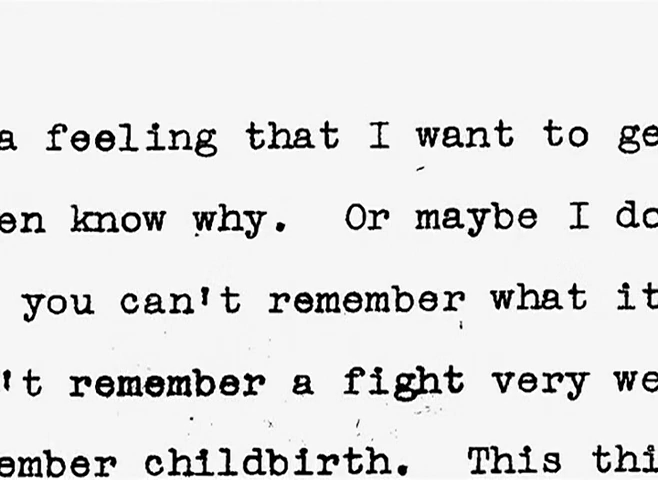 a feeling that I want to ge
en know why.  Or maybe I do
you can't remember what it
't remember a fight very we
ember childbirth.  This thi